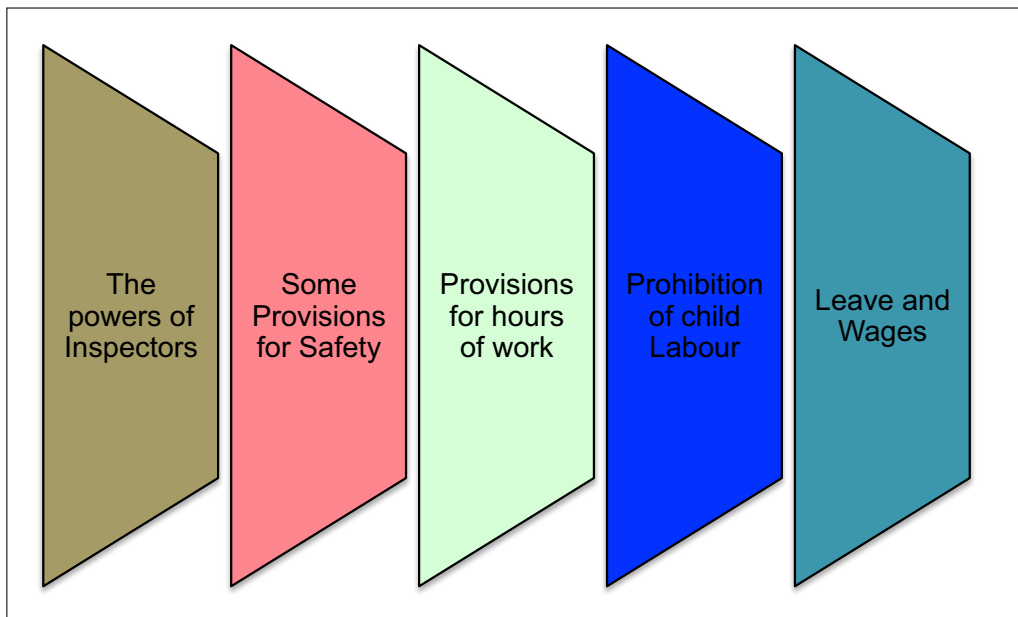 The
powers of
Inspectors
Some
Provisions
for Safety
Provisions
for hours
of work
Prohibition
of child
Labour
Leave and
Wages